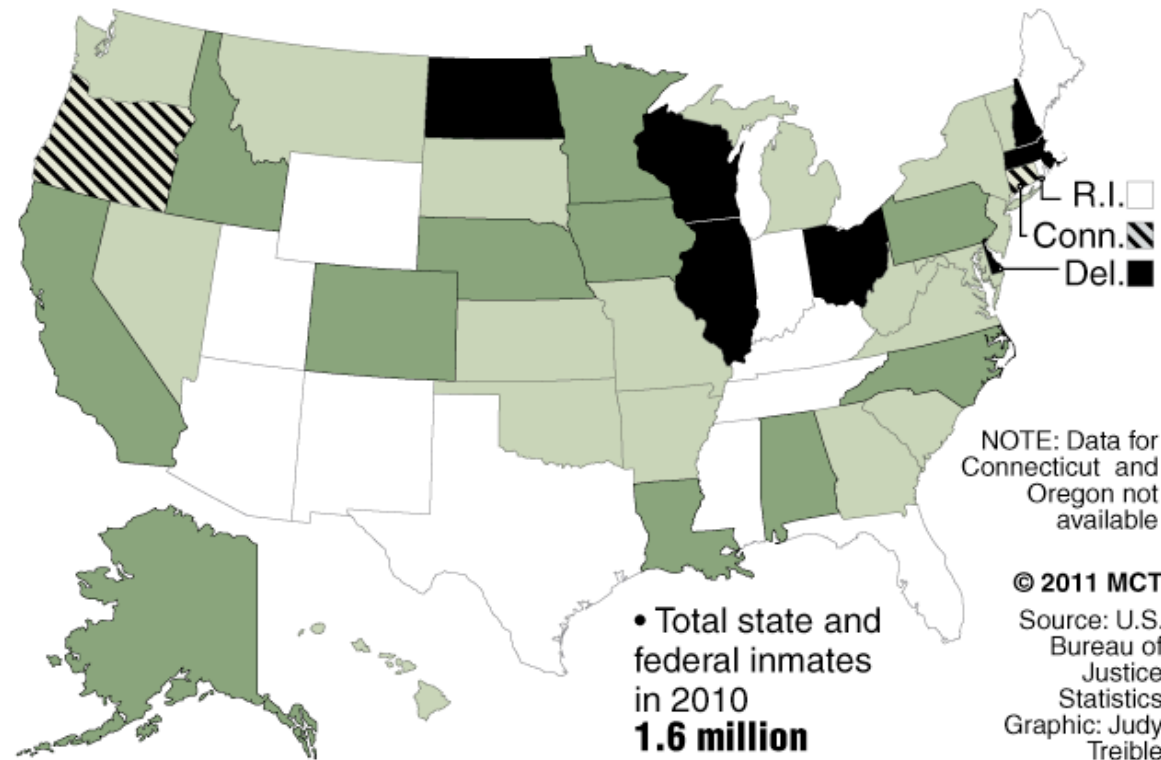 R.I.
Conn.
Del.
NOTE: Data for
Connecticut and
Oregon not
available
© 2011 MCT
Source: U.S.
Bureau of
Justice
Statistics
Graphic: Judy
Treible
• Total state and
federal inmates
in 2010
1.6 million